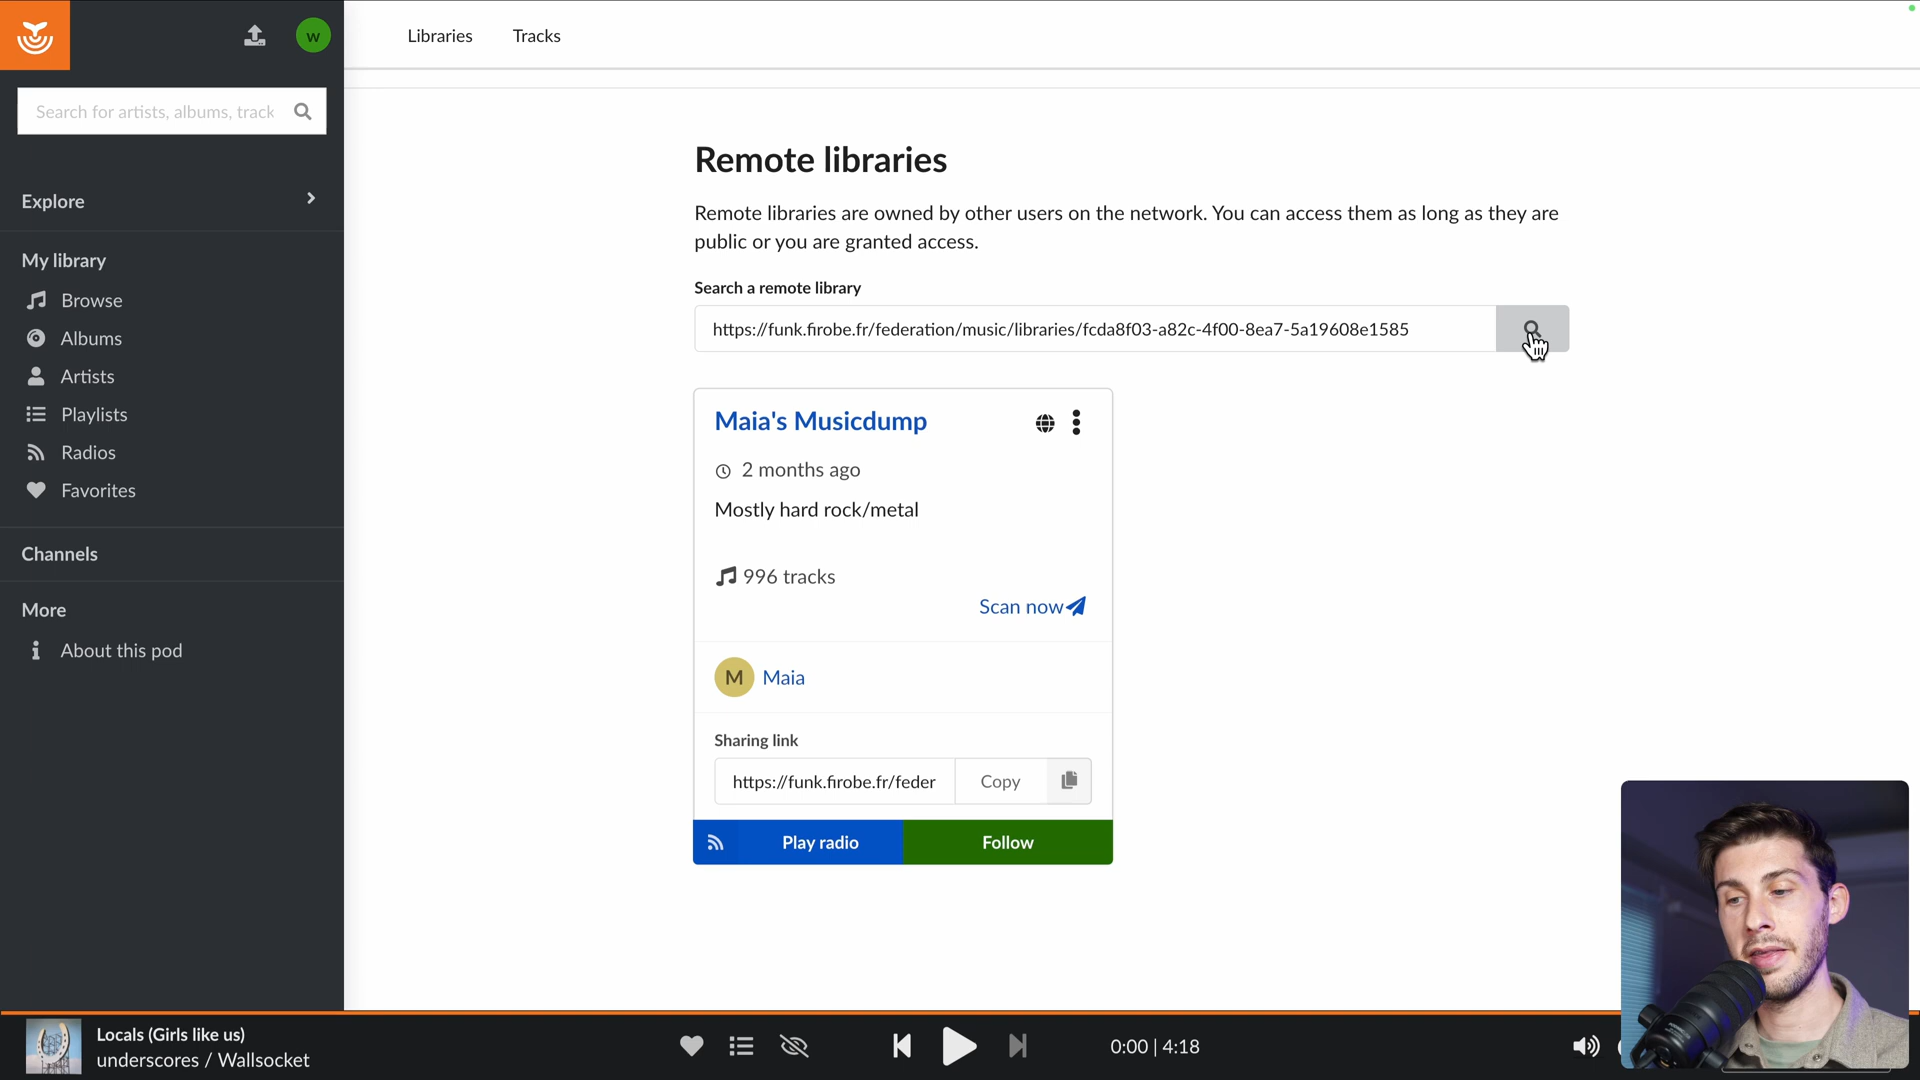 w
Libraries
Tracks
Search for artists, albums, track
Explore
My library
Browse
Albums
Artists
Playlists
Radios
Favorites
Channels
More
About this pod
Remote libraries
Remote libraries are owned by other users on the network. You can access them as long as they are
public or you are granted access.
Search a remote library
https://funk.firobe.fr/federation/music/libraries/fcda8f03-a82c-4f00-8ea7-5a19608e1585
Maia's Musicdump
2 months ago
Mostly hard rock/metal
996 tracks
Scan now
M Maia
Sharing link
https://funk.firobe.fr/feder
Copy
Play radio
Follow
Locals (Girls like us)
underscores / Wallsocket
0:00 | 4:18